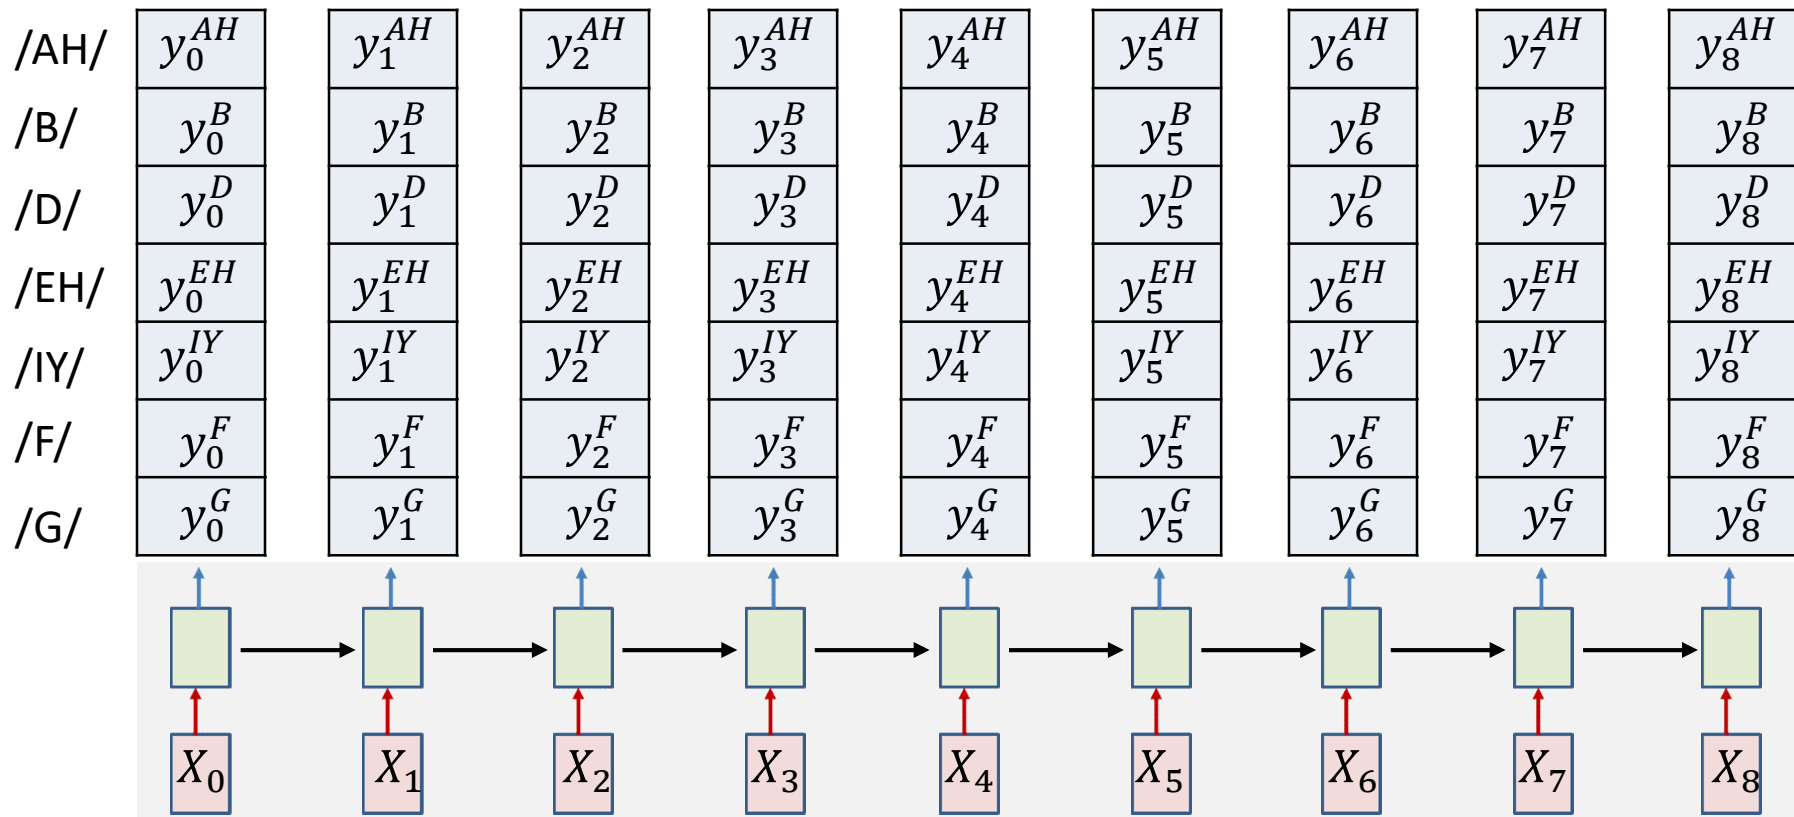 /AH/ y_0^{AH} y_1^{AH} y_2^{AH} y_3^{AH} y_4^{AH} y_5^{AH} y_6^{AH} y_7^{AH} y_8^{AH}
/B/ y_0^B y_1^B y_2^B y_3^B y_4^B y_5^B y_6^B y_7^B y_8^B
/D/ y_0^D y_1^D y_2^D y_3^D y_4^D y_5^D y_6^D y_7^D y_8^D
/EH/ y_0^{EH} y_1^{EH} y_2^{EH} y_3^{EH} y_4^{EH} y_5^{EH} y_6^{EH} y_7^{EH} y_8^{EH}
/IY/ y_0^{IY} y_1^{IY} y_2^{IY} y_3^{IY} y_4^{IY} y_5^{IY} y_6^{IY} y_7^{IY} y_8^{IY}
/F/ y_0^F y_1^F y_2^F y_3^F y_4^F y_5^F y_6^F y_7^F y_8^F
/G/ y_0^G y_1^G y_2^G y_3^G y_4^G y_5^G y_6^G y_7^G y_8^G
X_0 X_1 X_2 X_3 X_4 X_5 X_6 X_7 X_8